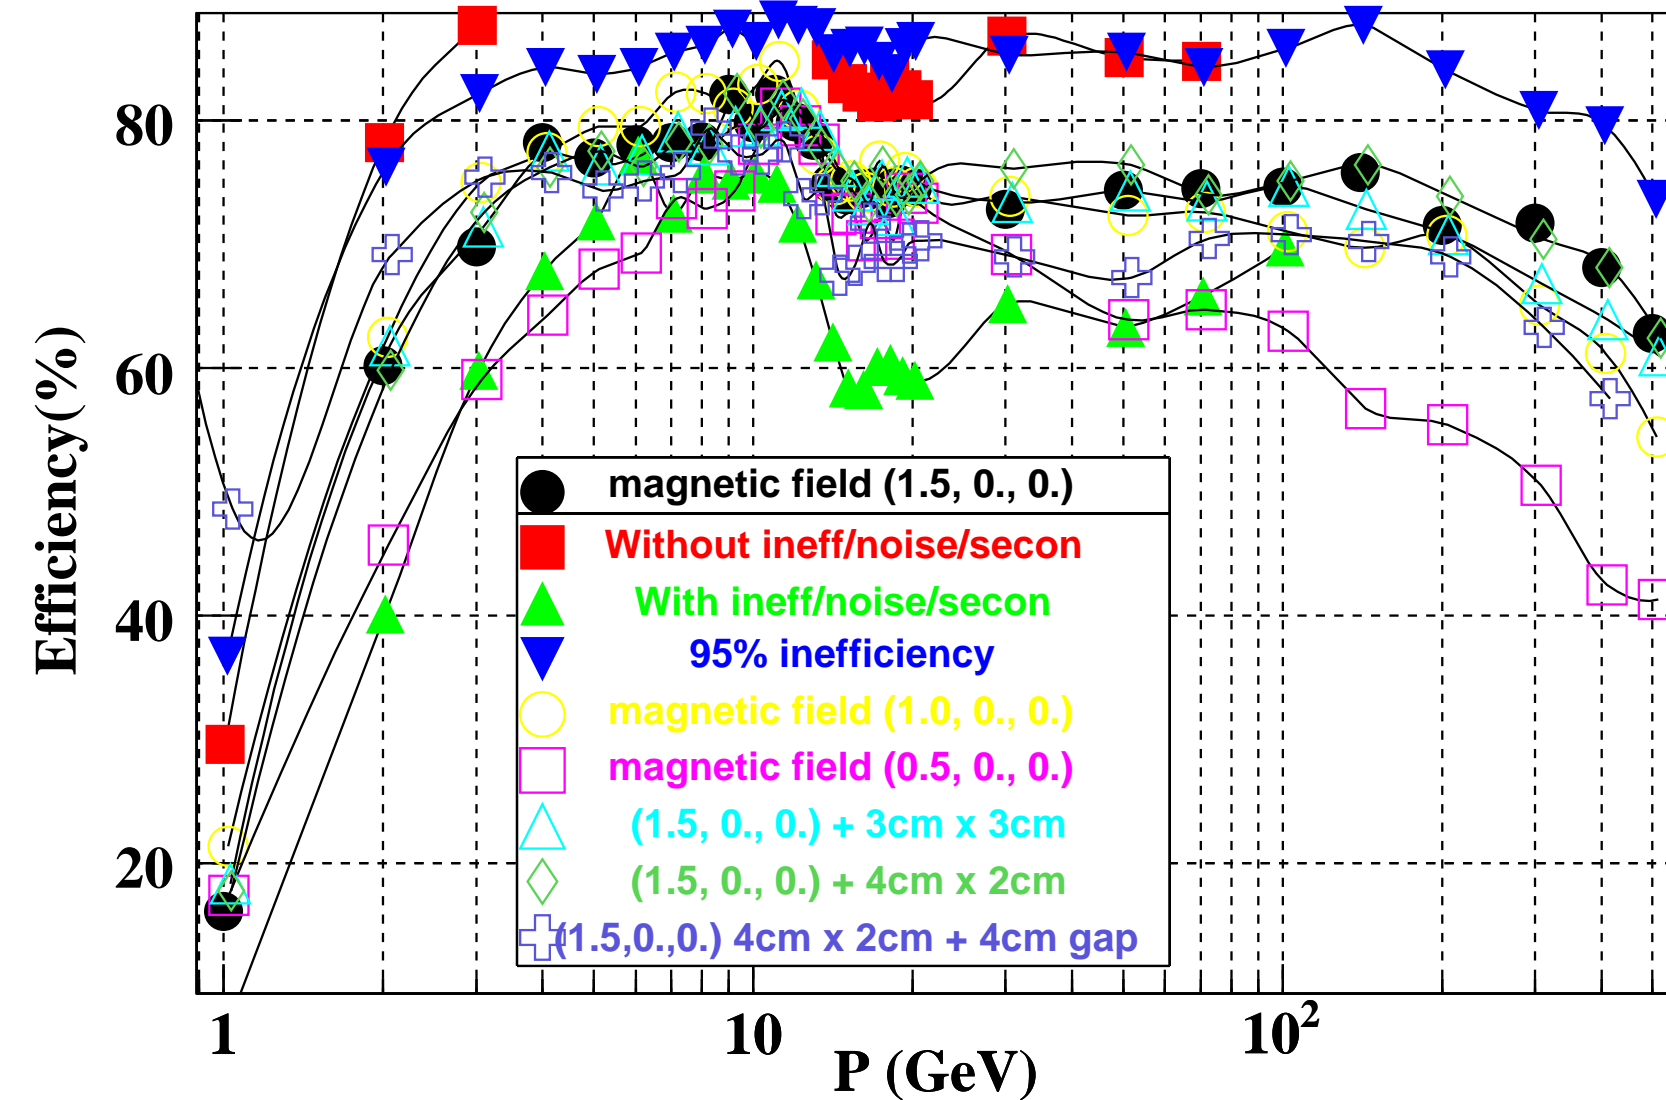 80
60
40
20
Efficiency(%)
magnetic field (1.5, 0., 0.)
Without ineff/noise/secon
With ineff/noise/secon
95% inefficiency
magnetic field (1.0, 0., 0.)
magnetic field (0.5, 0., 0.)
(1.5, 0., 0.) + 3cm x 3cm
(1.5, 0., 0.) + 4cm x 2cm
(1.5,0.,0.) 4cm x 2cm + 4cm gap
1 10 10²
P (GeV)